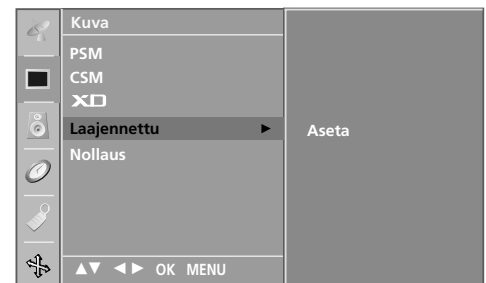 Kuva
PSM
CSM
XD
Laajennettu ►
Aseta
Nollaus
▲▼ ◄► OK MENU